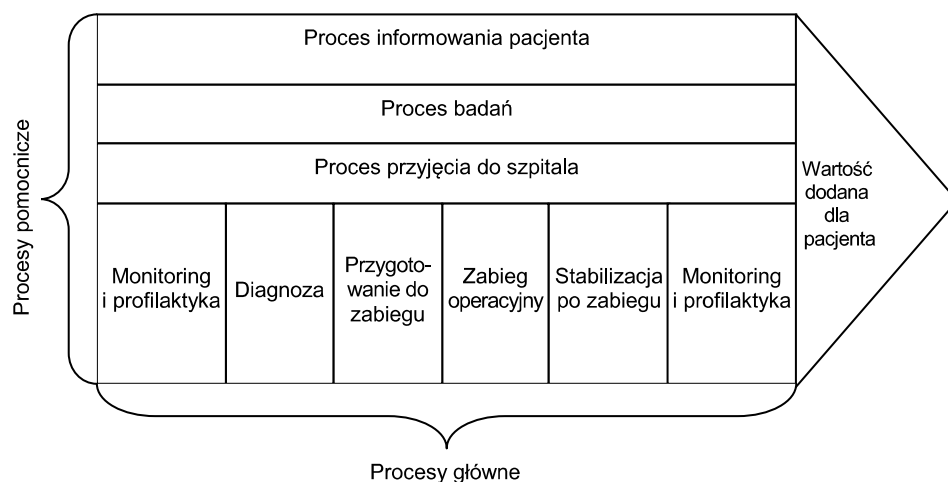 Procesy pomocnicze
Proces informowania pacjenta
Proces badań
Proces przyjęcia do szpitala
Monitoring
i profilaktyka
Diagnoza
Przygoto-
wanie do
zabiegu
Zabieg
operacyjny
Stabilizacja
po zabiegu
Monitoring
i profilaktyka
Wartość
dodana
dla
pacjenta
Procesy główne